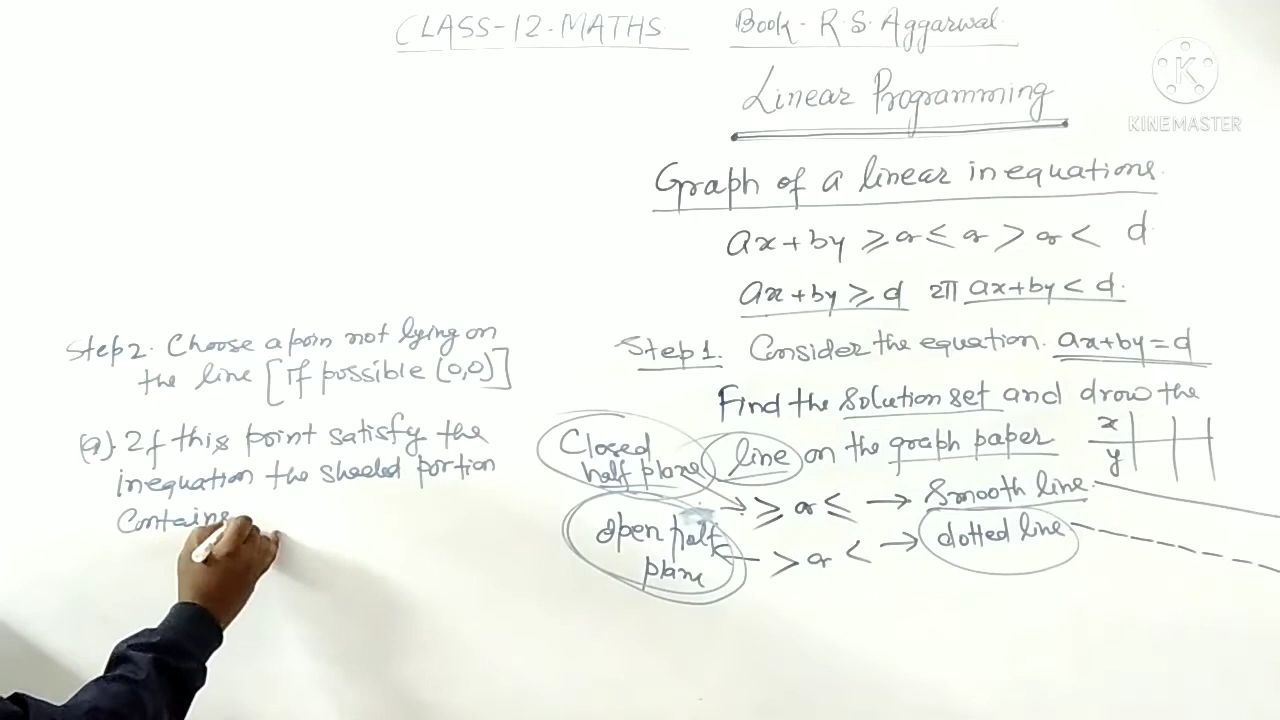 CLASS-12. MATHS. Book - R.S. Aggarwal
Linear Programming
KINEMASTER
Graph of a linear inequations.
ax + by ≥ or ≤ or > or < d
ax + by ≥ d या ax+by < d.
Step 1. Consider the equation. ax+by=d
Find the solution set and drow the
line on the graph paper
x
y
Closed
half plane
≥ or ≤ → Smooth line.
open half
plane
> or < → dotted line
Step 2. Choose a poin not lying on
the line [if possible (0,0)]
(a). If this point satisfy the
inequation the sheded portion
Contains